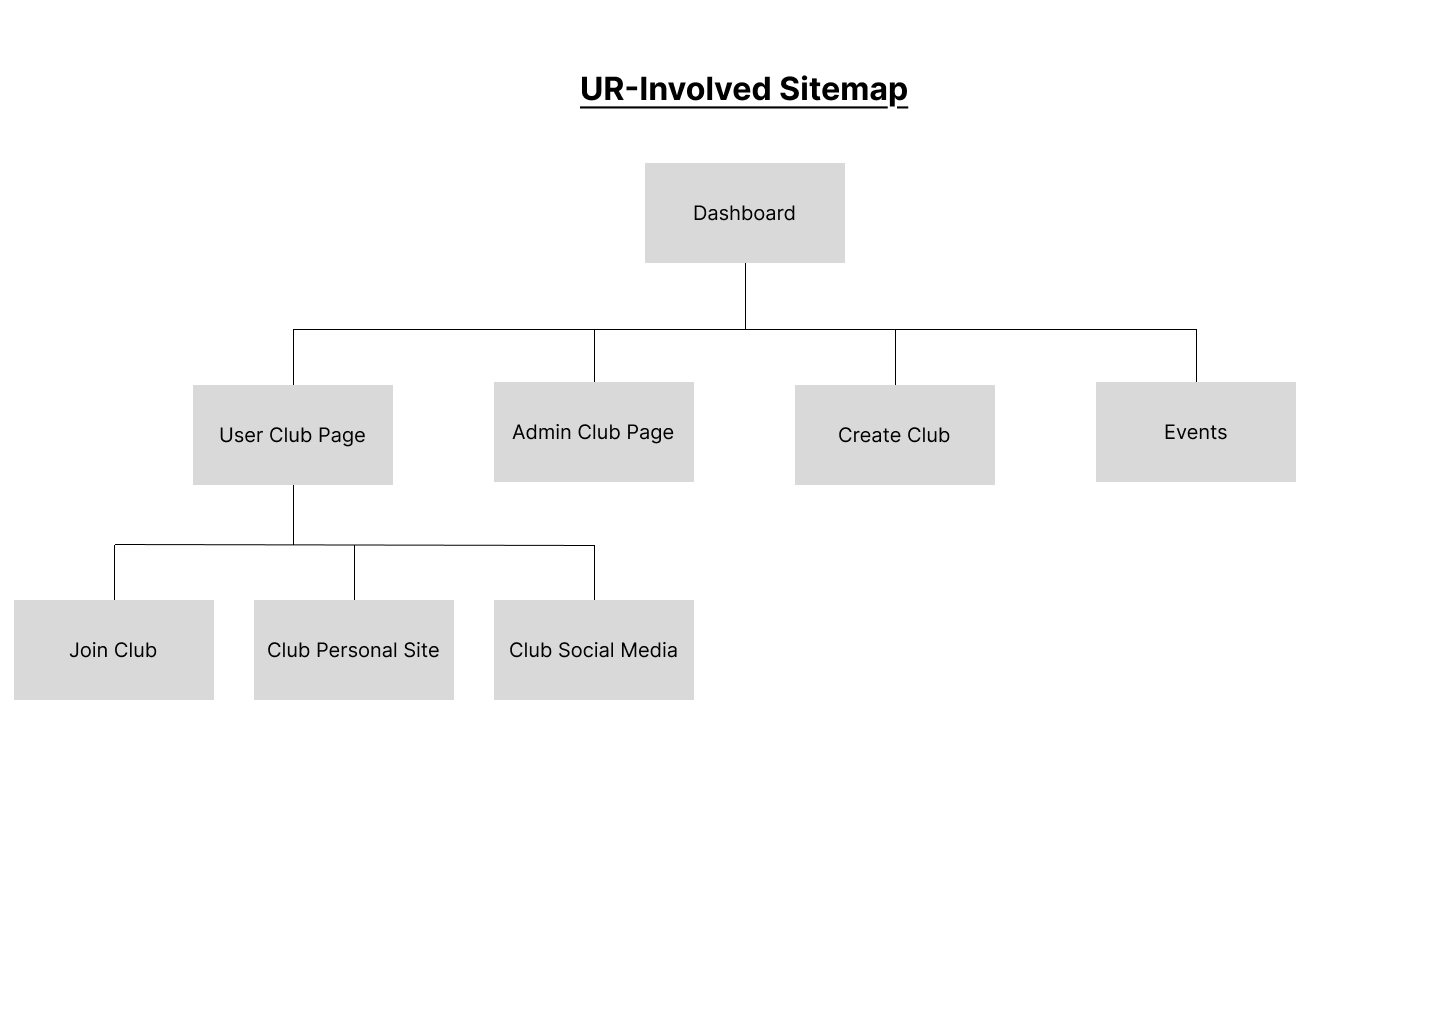 UR-Involved Sitemap
Dashboard
User Club Page
Admin Club Page
Create Club
Events
Join Club
Club Personal Site
Club Social Media